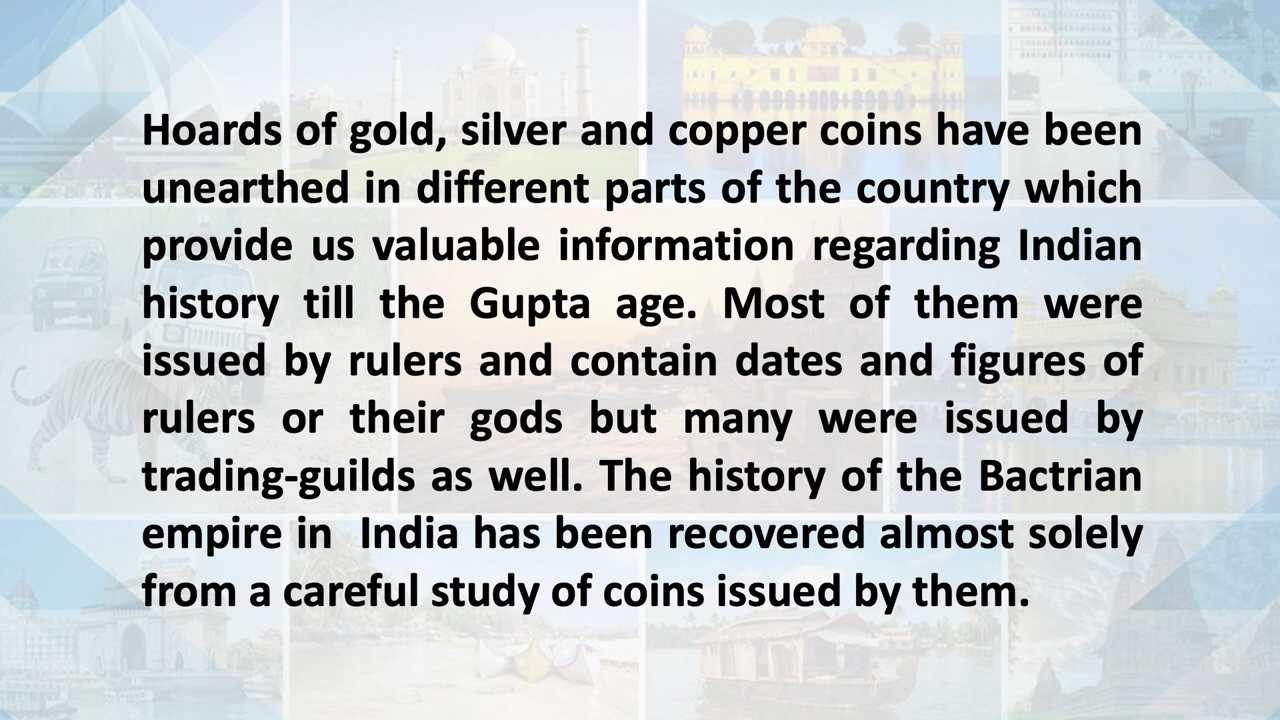 Hoards of gold, silver and copper coins have been
unearthed in different parts of the country which
provide us valuable information regarding Indian
history till the Gupta age. Most of them were
issued by rulers and contain dates and figures of
rulers or their gods but many were issued by
trading-guilds as well. The history of the Bactrian
empire in  India has been recovered almost solely
from a careful study of coins issued by them.